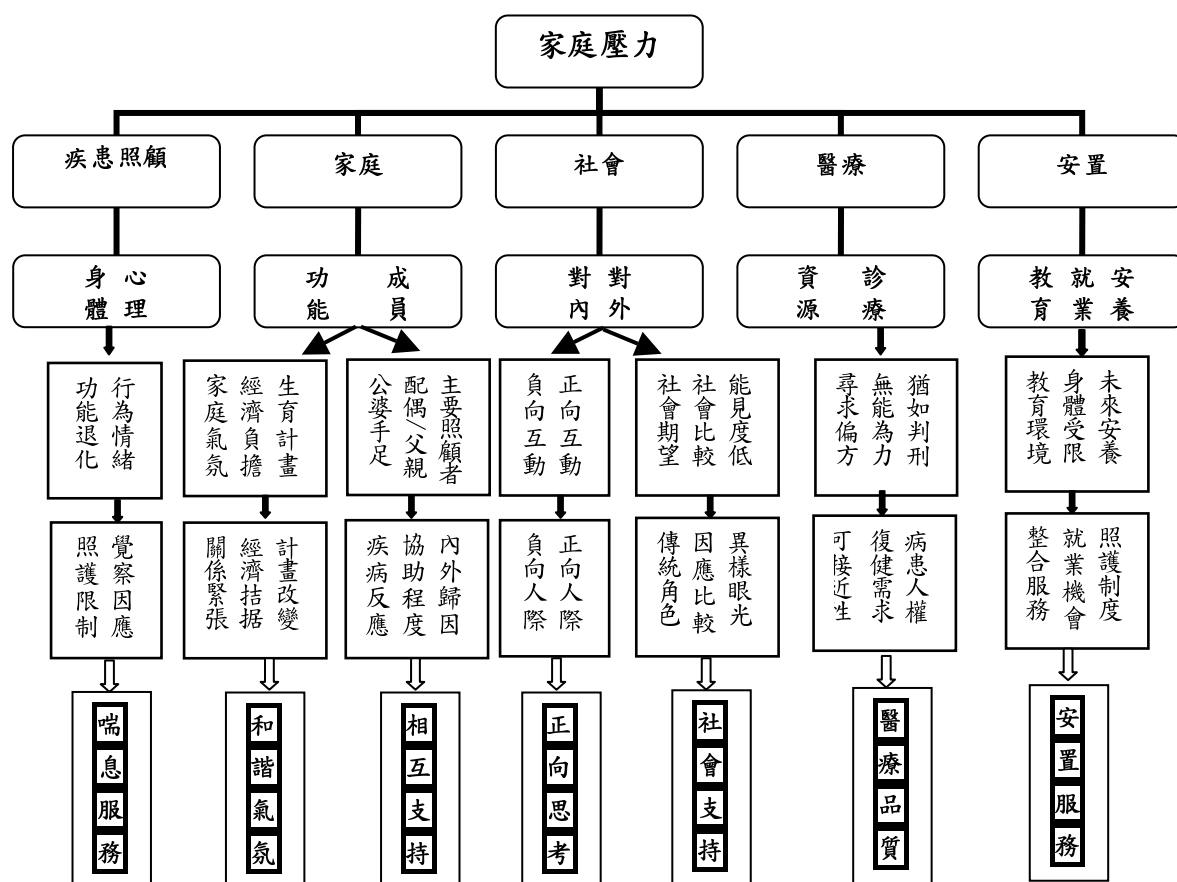 家庭壓力
疾患照顧
家庭
社會
醫療
安置
身體
心理
功能
成員
對內
對外
資源
診療
教育
就業
安養
功能退化
行為情緒
家庭氣氛
經濟負擔
生育計畫
公婆手足
配偶/父親
主要照顧者
負向互動
正向互動
社會期望
社會比較
能見度低
尋求偏方
無能為力
猶如判刑
教育環境
身體受限
未來安養
照護限制
覺察因應
關係緊張
經濟拮据
計畫改變
疾病反應
協助程度
內外歸因
負向人際
正向人際
傳統角色
因應比較
異樣眼光
可接近性
復健需求
病患人權
整合服務
就業機會
照護制度
喘息服務
和諧氣氛
相互支持
正向思考
社會支持
醫療品質
安置服務